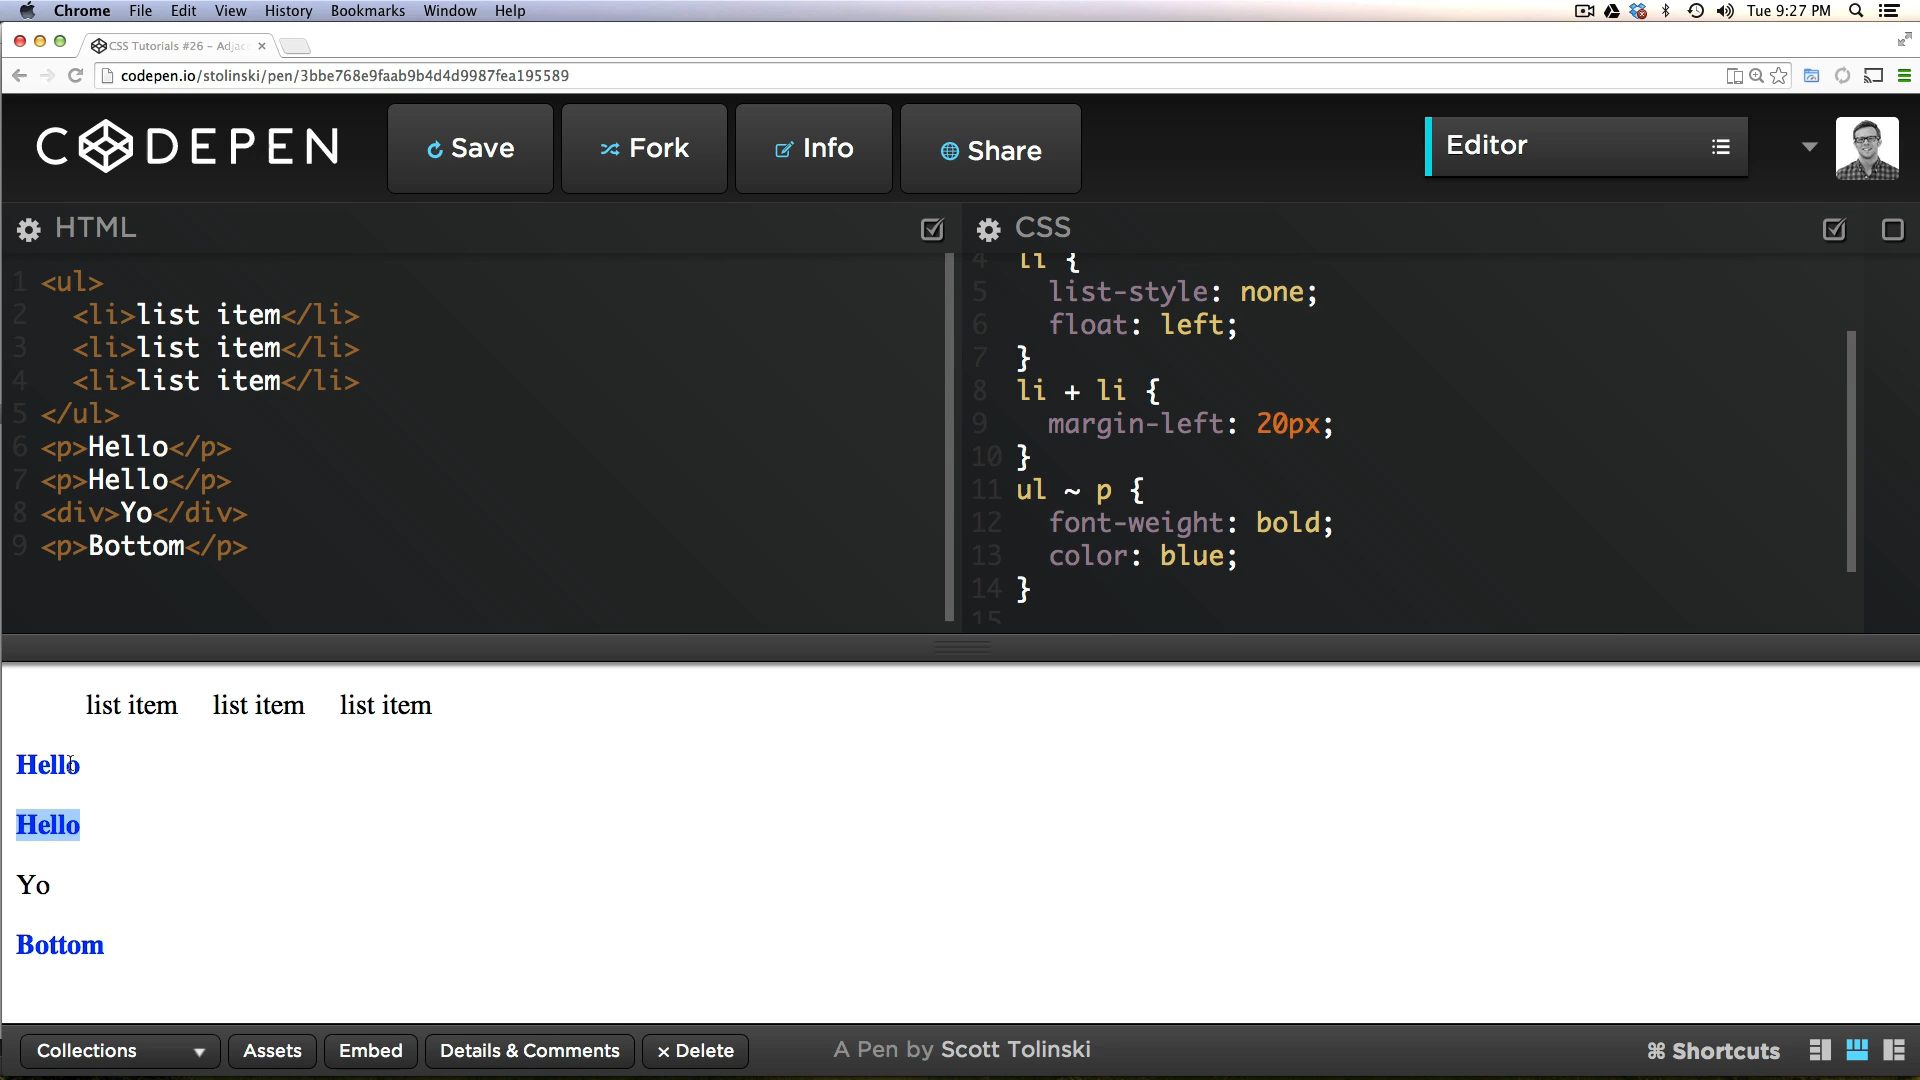 Chrome File Edit View History Bookmarks Window Help Tue 9:27 PM
CSS Tutorials #26 – Adjac
codepen.io/stolinski/pen/3bbe768e9faab9b4d4d9987fea195589
CODEPEN Save Fork Info Share Editor
HTML
1 <ul>
2 <li>list item</li>
3 <li>list item</li>
4 <li>list item</li>
5 </ul>
6 <p>Hello</p>
7 <p>Hello</p>
8 <div>Yo</div>
9 <p>Bottom</p>
CSS
4 li {
5 list-style: none;
6 float: left;
7 }
8 li + li {
9 margin-left: 20px;
10 }
11 ul ~ p {
12 font-weight: bold;
13 color: blue;
14 }
15
list item list item list item
Hello
Hello
Yo
Bottom
Collections Assets Embed Details & Comments × Delete A Pen by Scott Tolinski ⌘ Shortcuts